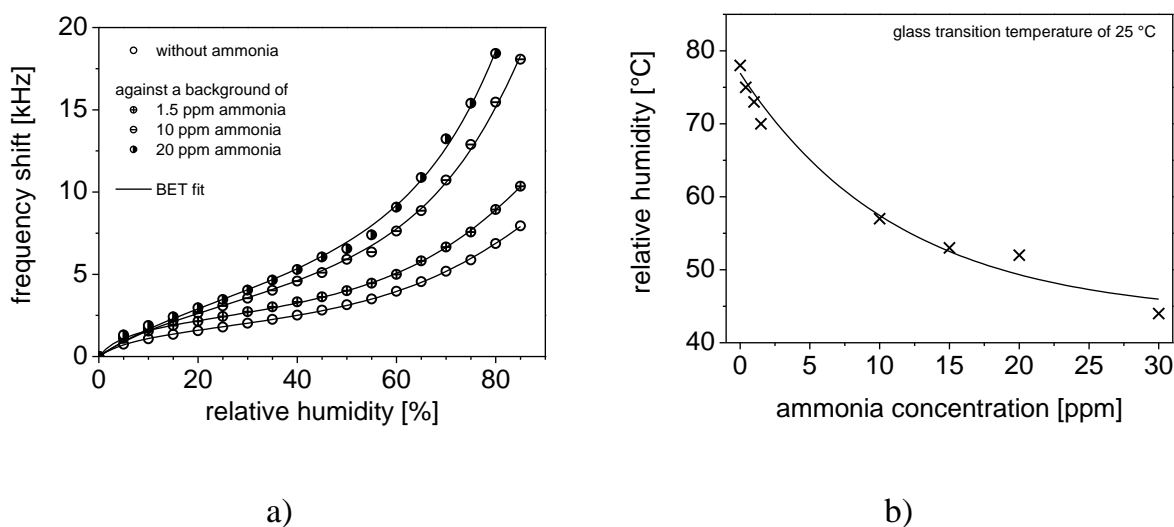 20
without ammonia
against a background of
1.5 ppm ammonia
10 ppm ammonia
20 ppm ammonia
BET fit
15
10
5
0
frequency shift [kHz]
0 20 40 60 80
relative humidity [%]
a)
glass transition temperature of 25 °C
80
70
60
50
40
relative humidity [°C]
0 5 10 15 20 25 30
ammonia concentration [ppm]
b)